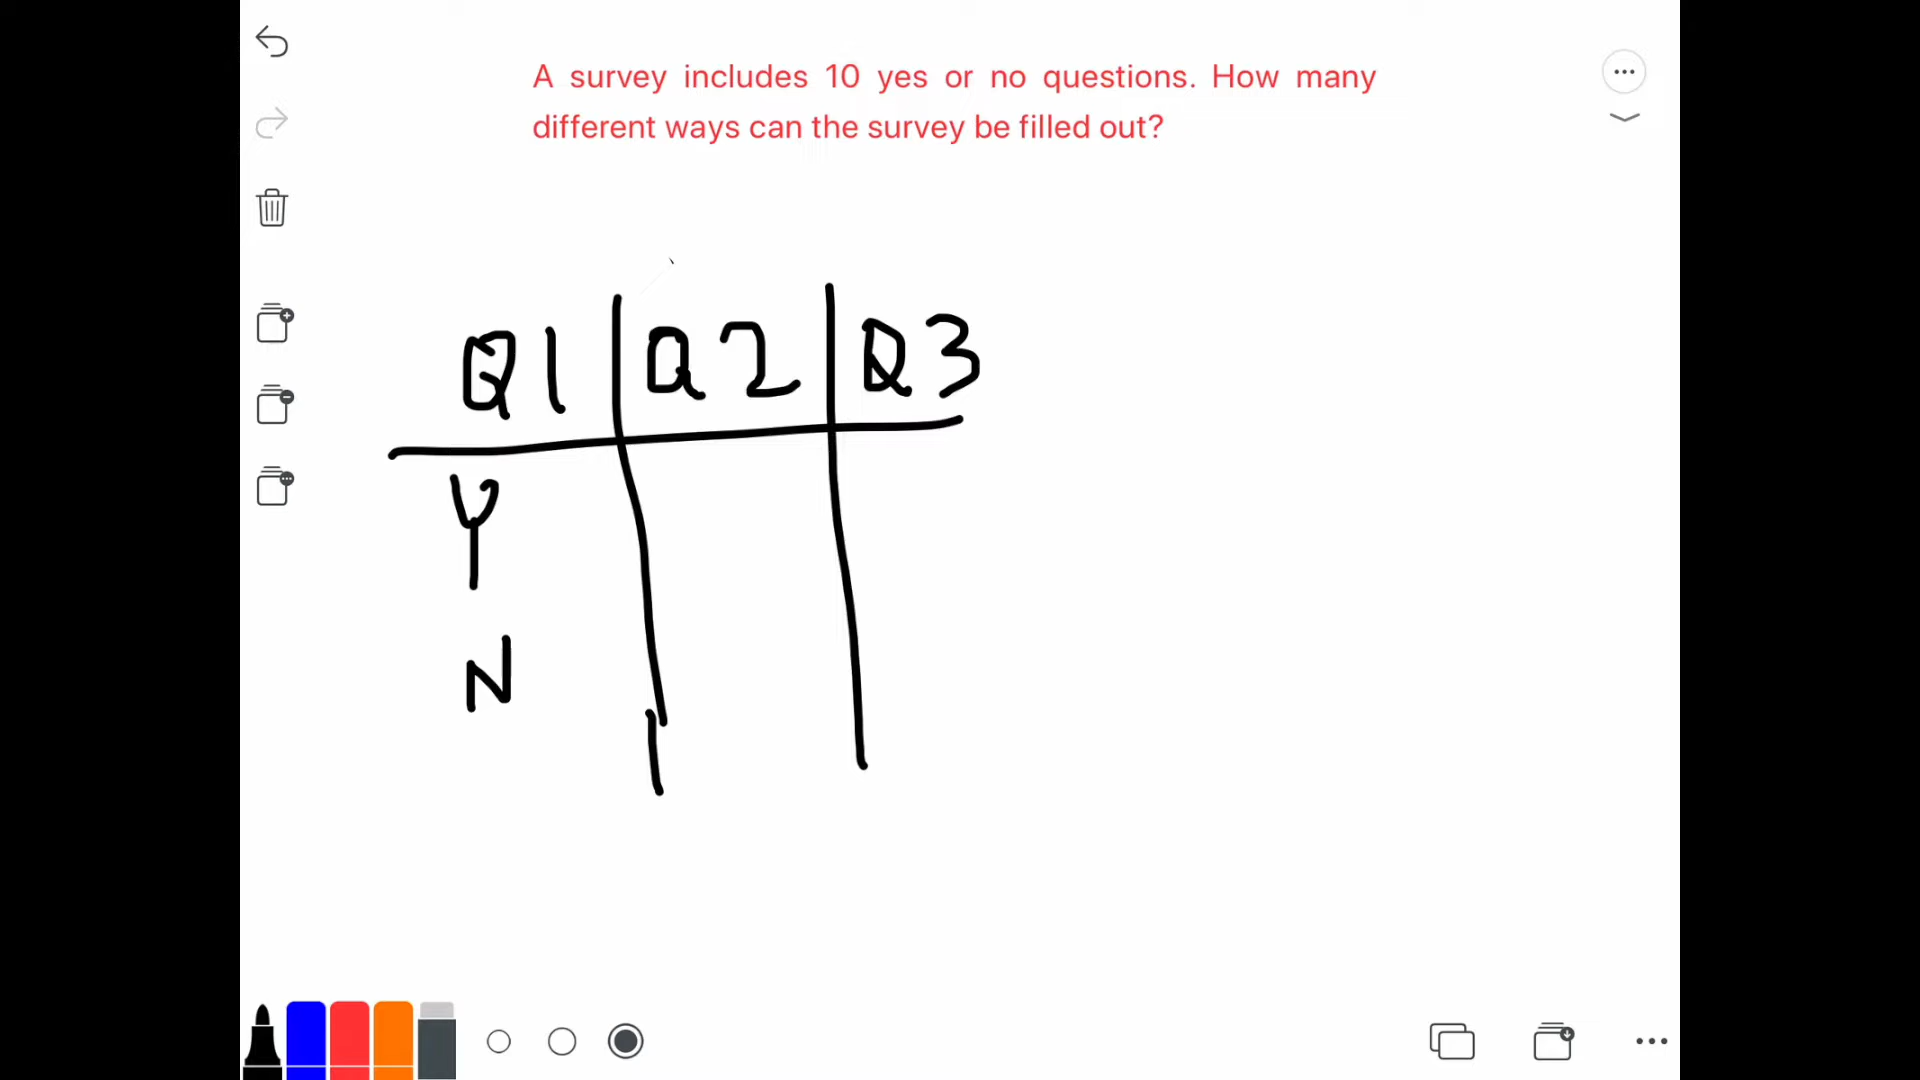 A survey includes 10 yes or no questions. How many
different ways can the survey be filled out?
Q1 Q2 Q3
Y
N